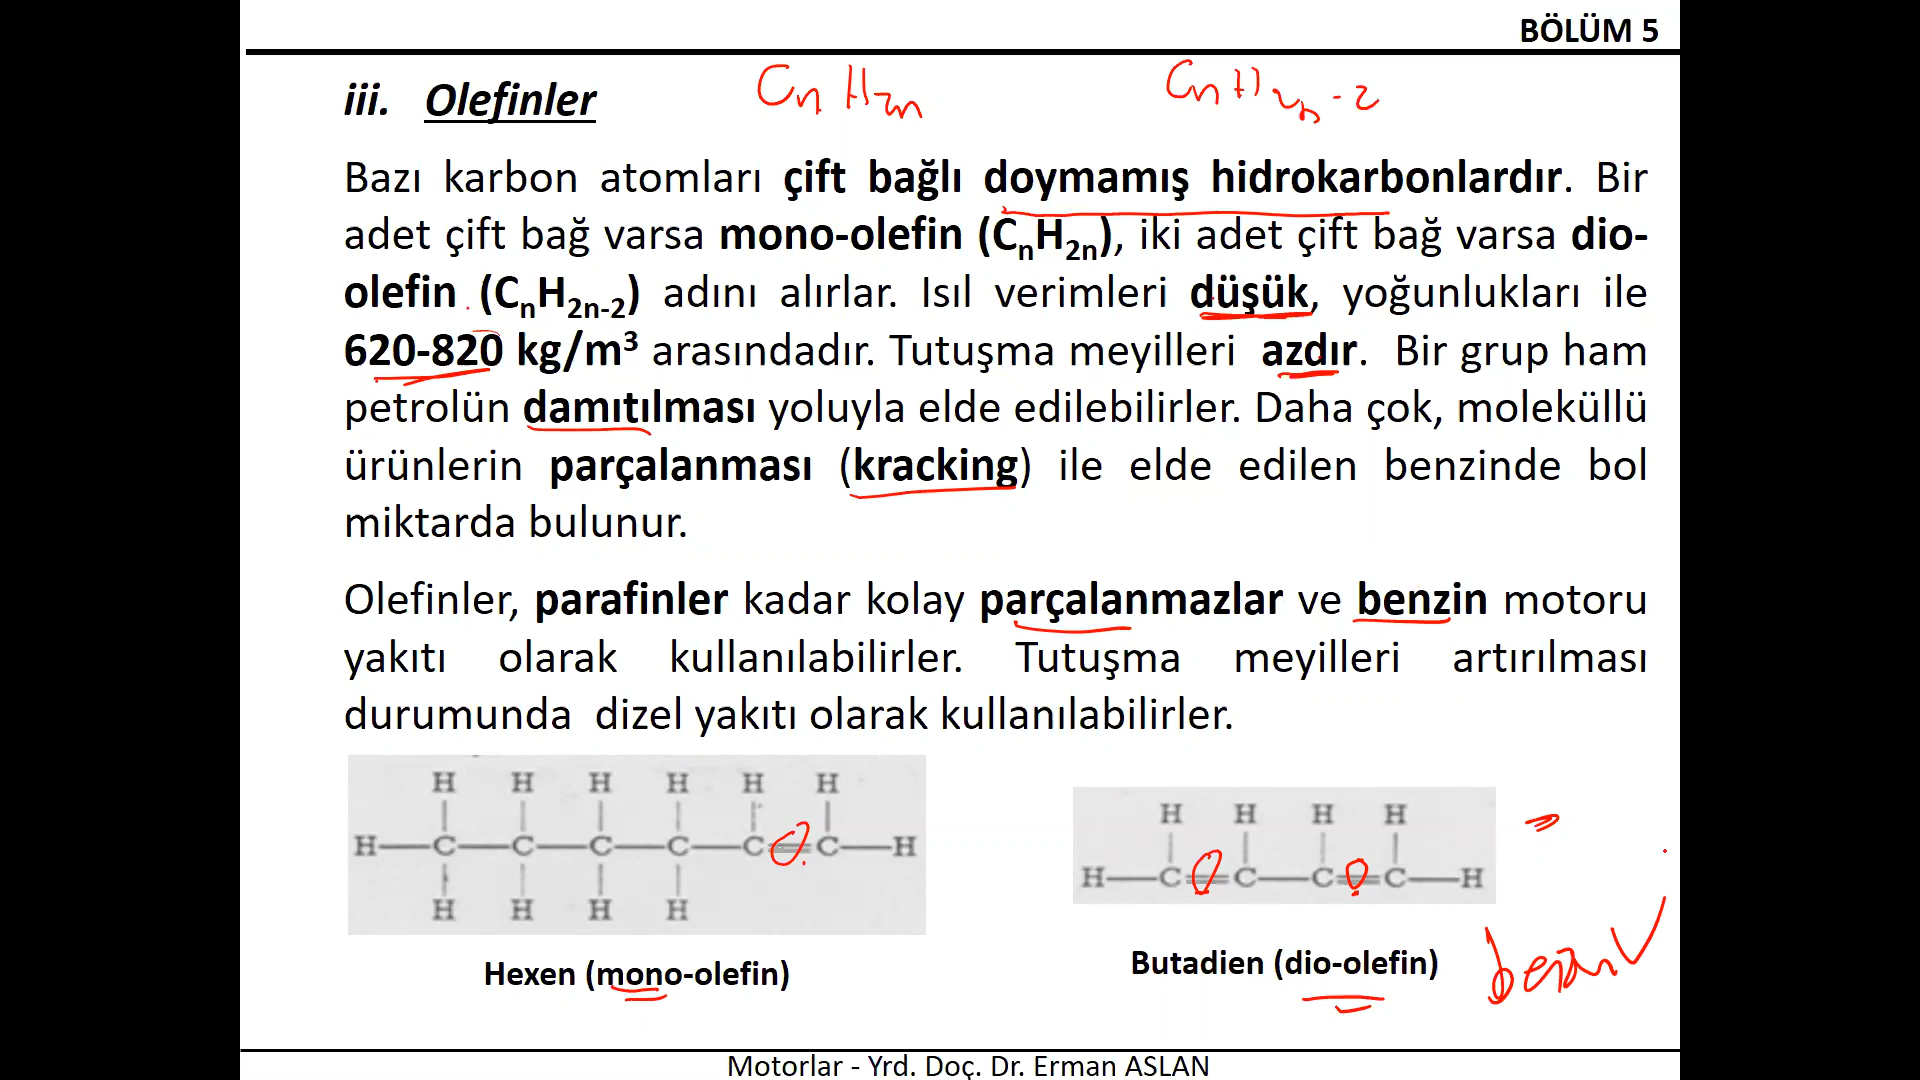 BÖLÜM 5
iii. Olefinler CnH2n CnH2n-2
Bazı karbon atomları çift bağlı doymamış hidrokarbonlardır. Bir
adet çift bağ varsa mono-olefin (CnH2n), iki adet çift bağ varsa dio-
olefin (CnH2n-2) adını alırlar. Isıl verimleri düşük, yoğunlukları ile
620-820 kg/m³ arasındadır. Tutuşma meyilleri azdır. Bir grup ham
petrolün damıtılması yoluyla elde edilebilirler. Daha çok, moleküllü
ürünlerin parçalanması (kracking) ile elde edilen benzinde bol
miktarda bulunur.
Olefinler, parafinler kadar kolay parçalanmazlar ve benzin motoru
yakıtı olarak kullanılabilirler. Tutuşma meyilleri artırılması
durumunda dizel yakıtı olarak kullanılabilirler.
H H H H H H
H C C C C C C H
H H H H
Hexen (mono-olefin)
H H H H
H C C C C H
Butadien (dio-olefin)
Motorlar - Yrd. Doç. Dr. Erman ASLAN